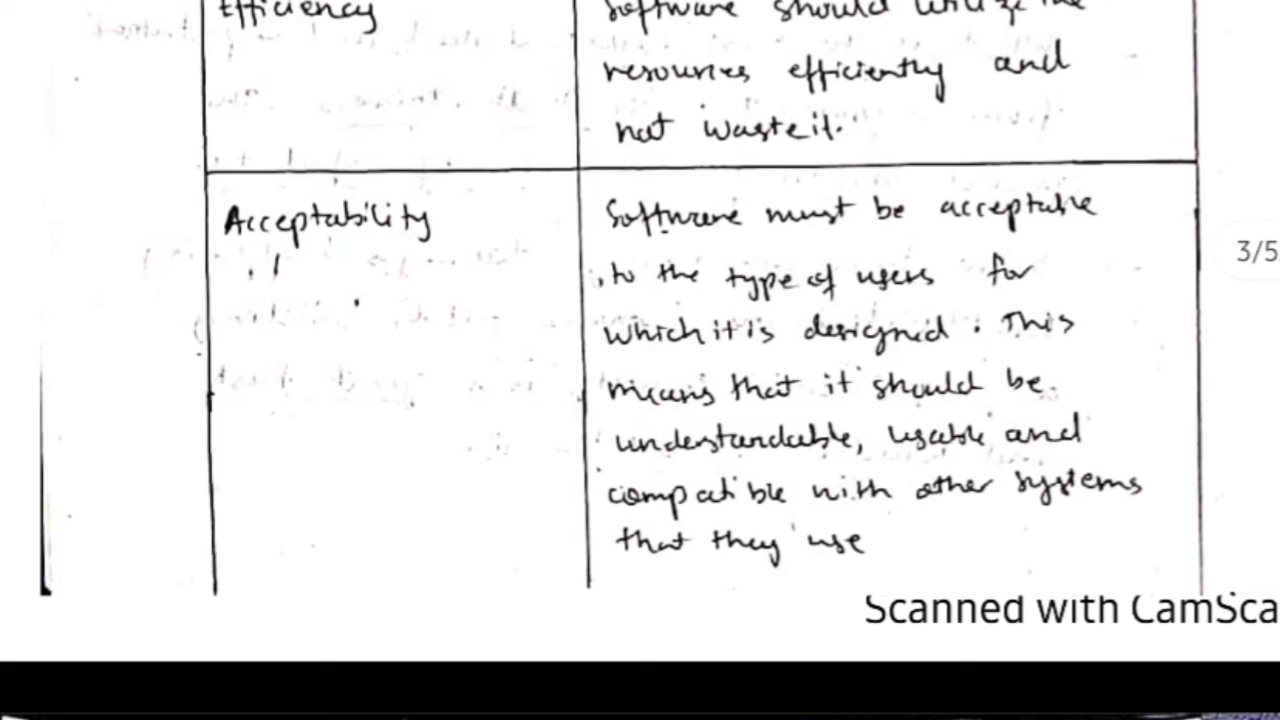 Efficiency
Software should utilize the
resources efficiently and
not waste it.
Acceptability
Software must be acceptable
to the type of users for
which it is designed. This
means that it should be
understandable, usable and
compatible with other systems
that they use
3/5
Scanned with CamSca